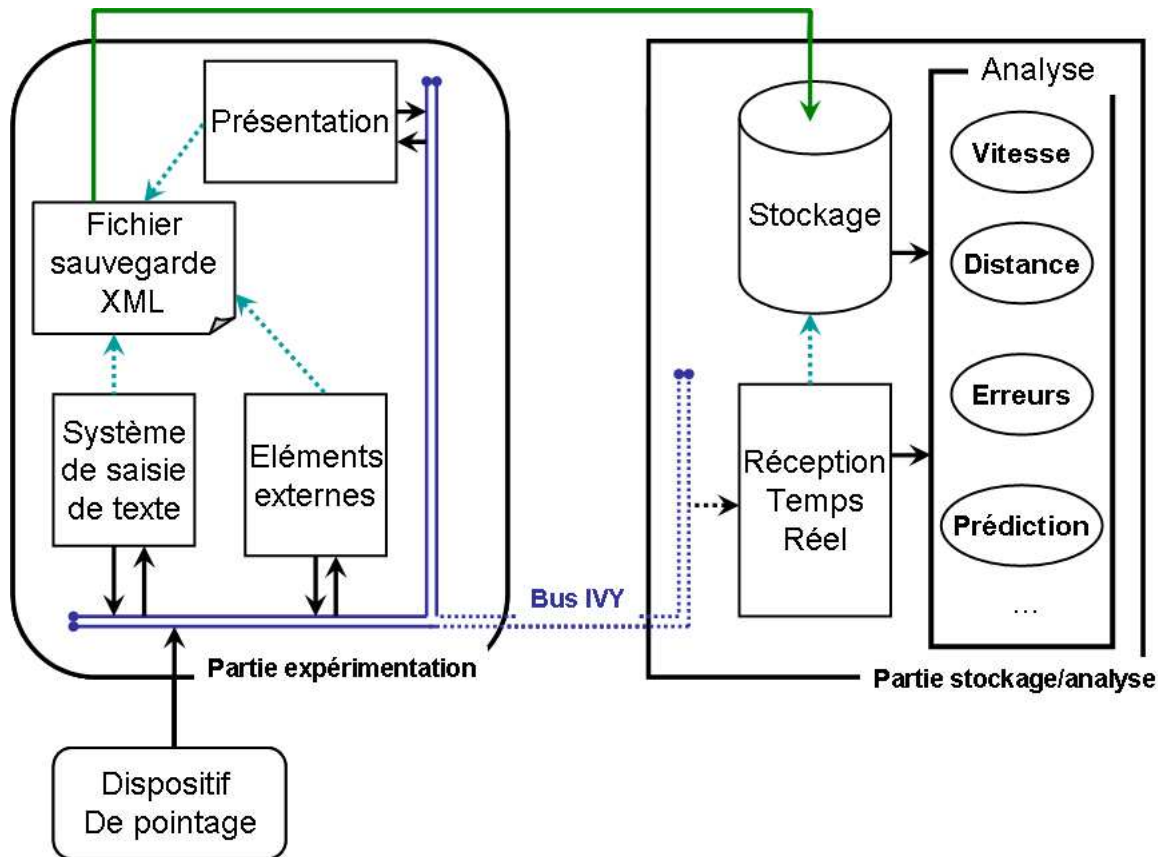 Présentation
Fichier
sauvegarde
XML
Système
de saisie
de texte
Eléments
externes
Bus IVY
Partie expérimentation
Dispositif
De pointage
Analyse
Stockage
Vitesse
Distance
Erreurs
Prédiction
...
Réception
Temps
Réel
Partie stockage/analyse